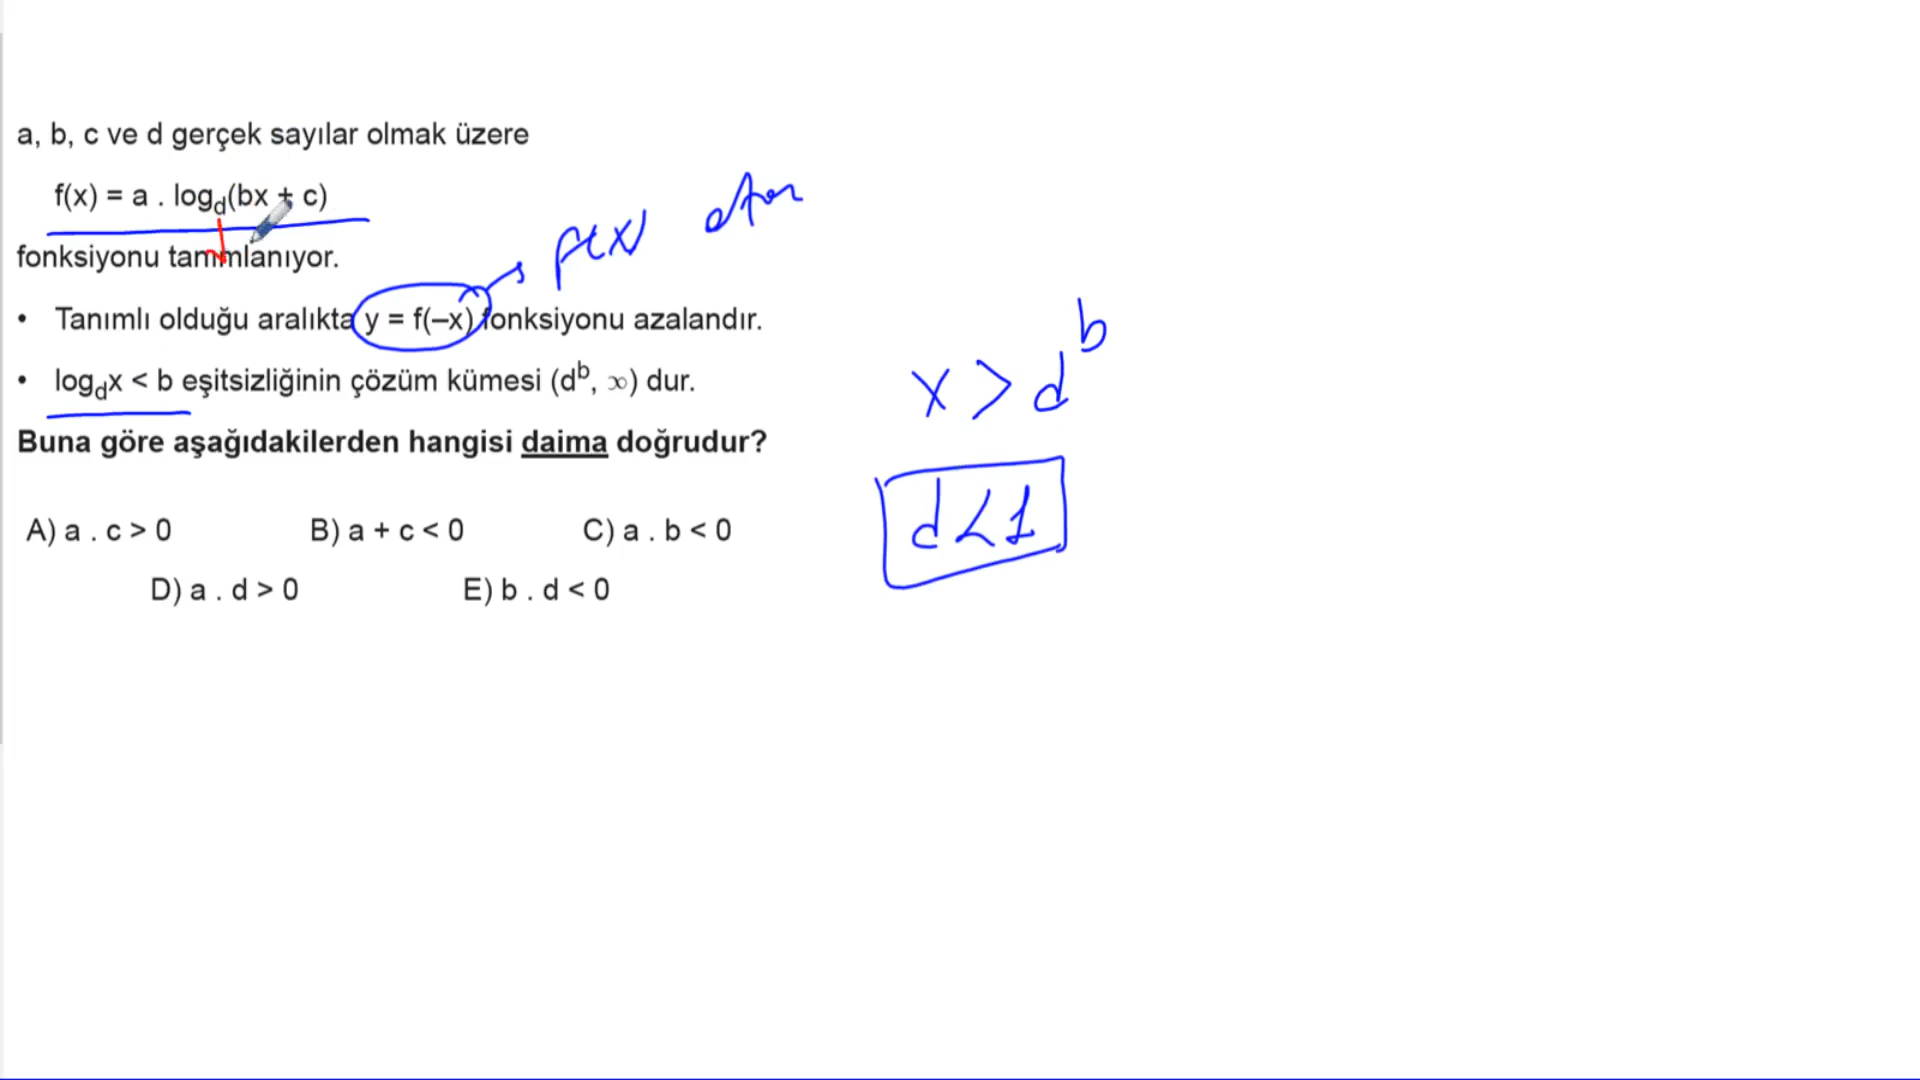 a, b, c ve d gerçek sayılar olmak üzere
f(x) = a . log_d(bx + c)
fonksiyonu tanımlanıyor.
• Tanımlı olduğu aralıkta y = f(–x) fonksiyonu azalandır.
• log_d x < b eşitsizliğinin çözüm kümesi (d^b, ∞) dur.
Buna göre aşağıdakilerden hangisi daima doğrudur?
A) a . c > 0 B) a + c < 0 C) a . b < 0
D) a . d > 0 E) b . d < 0
f(x)
x > d^b
d < 1